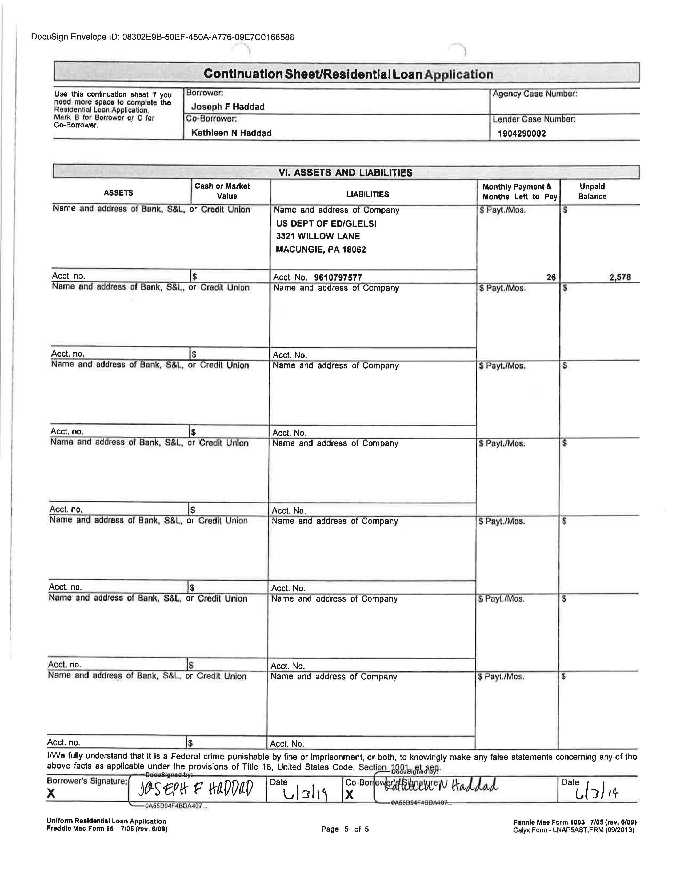 DocuSign Envelope ID: 08302E9B-50EF-450A-A776-09E7C0166588
Continuation Sheet/Residential Loan Application
Use this continuation sheet if you
need more space to complete the
Residential Loan Application.
Mark B for Borrower or C for
Co-Borrower.
Borrower:
Joseph F Haddad
Agency Case Number:
Co-Borrower:
Kathleen N Haddad
Lender Case Number:
1904290002
VI. ASSETS AND LIABILITIES
ASSETS
Cash or Market
Value
LIABILITIES
Monthly Payment &
Months Left to Pay
Unpaid
Balance
Name and address of Bank, S&L, or Credit Union
Name and address of Company
$ Payt./Mos.
$
US DEPT OF ED/GLELSI
3321 WILLOW LANE
MACUNGIE, PA 18062
Acct. no.
$
Acct. No. 9610797577
26
2,578
Name and address of Bank, S&L, or Credit Union
Name and address of Company
$ Payt./Mos.
$
Acct. no.
$
Acct. No.
Name and address of Bank, S&L, or Credit Union
Name and address of Company
$ Payt./Mos.
$
Acct. no.
$
Acct. No.
Name and address of Bank, S&L, or Credit Union
Name and address of Company
$ Payt./Mos.
$
Acct. no.
$
Acct. No.
Name and address of Bank, S&L, or Credit Union
Name and address of Company
$ Payt./Mos.
$
Acct. no.
$
Acct. No.
Name and address of Bank, S&L, or Credit Union
Name and address of Company
$ Payt./Mos.
$
Acct. no.
$
Acct. No.
Name and address of Bank, S&L, or Credit Union
Name and address of Company
$ Payt./Mos.
$
Acct. no.
$
Acct. No.
I/We fully understand that it is a Federal crime punishable by fine or imprisonment, or both, to knowingly make any false statements concerning any of the
above facts as applicable under the provisions of Title 18, United States Code, Section 1001, et seq.
Borrower's Signature:
X
DocuSigned by:
JOSEPH F HADDAD
0A55D94F4BDA407...
Date
6/3/19
Co-Borrower's Signature:
X
DocuSigned by:
Kathleen N Haddad
0A55D94F4BDA407...
Date
6/3/19
Uniform Residential Loan Application
Freddie Mac Form 65 7/05 (rev. 6/09)
Page 5 of 5
Fannie Mae Form 1003 7/05 (rev. 6/09)
Calyx Form - LNAP5AST.FRM (09/2013)